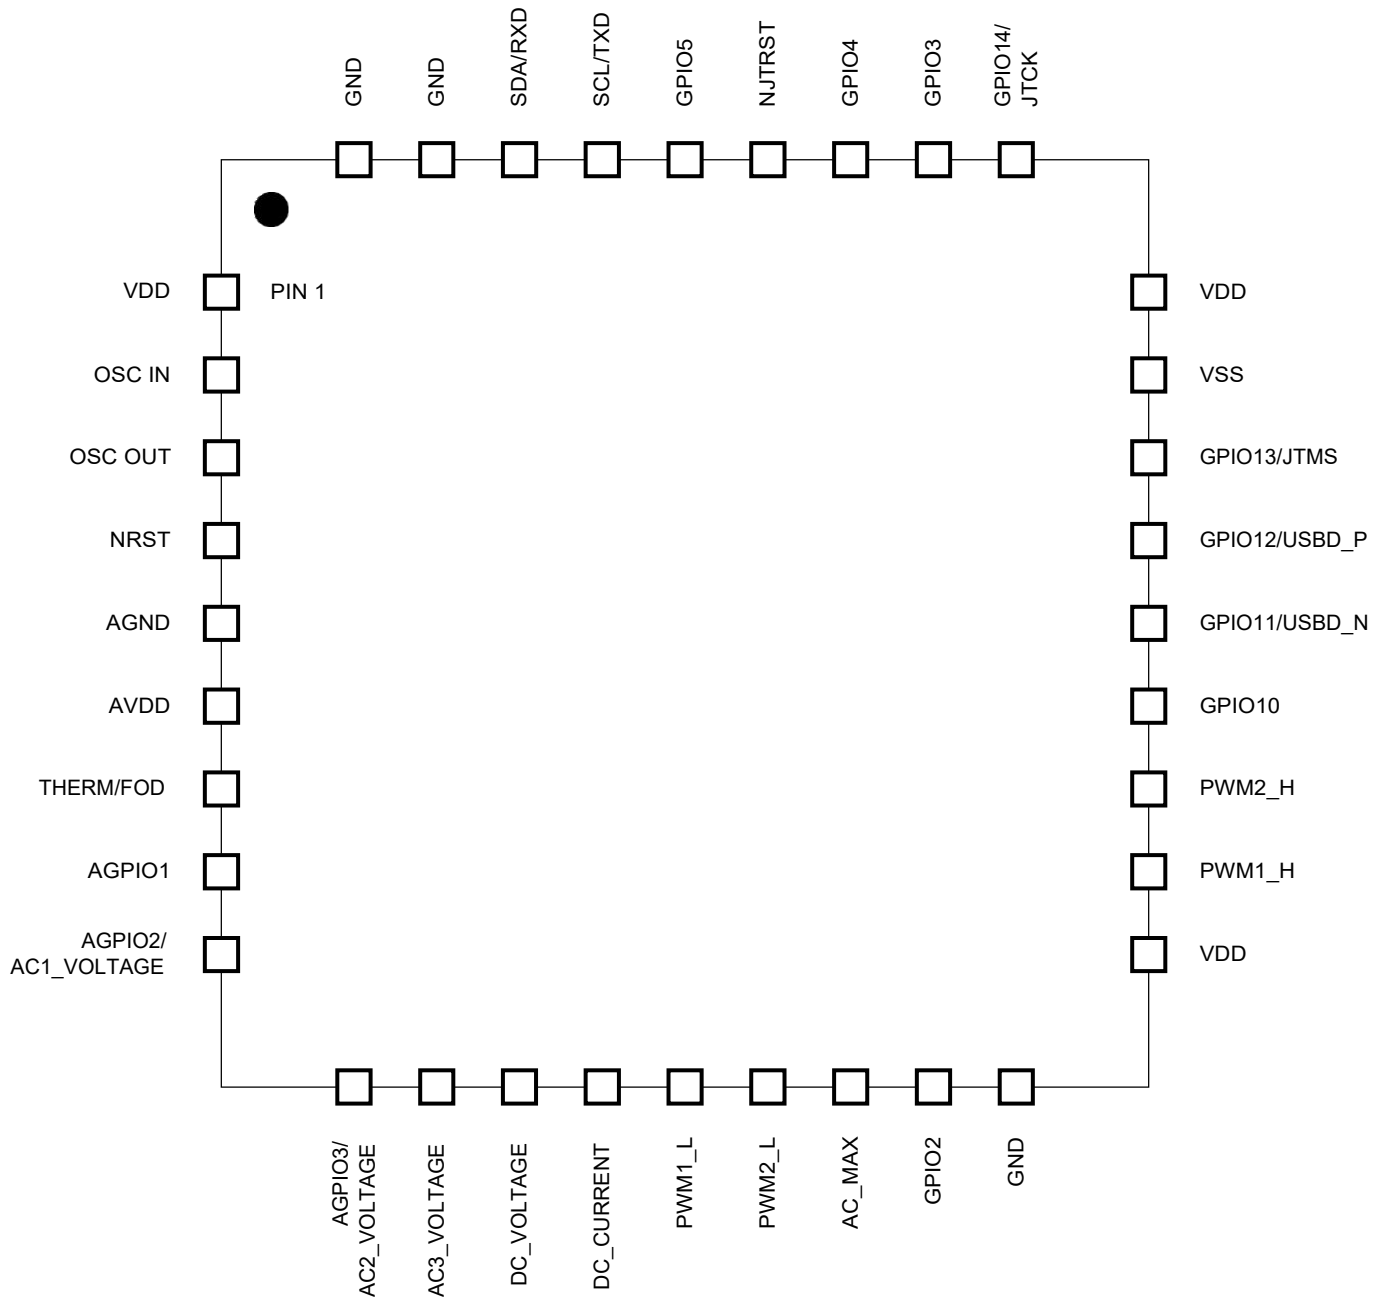 GND
GND
SDA/RXD
SCL/TXD
GPIO5
NJTRST
GPIO4
GPIO3
GPIO14/
JTCK
VDD
PIN 1
VDD
OSC IN
VSS
OSC OUT
GPIO13/JTMS
NRST
GPIO12/USBD_P
AGND
GPIO11/USBD_N
AVDD
GPIO10
THERM/FOD
PWM2_H
AGPIO1
PWM1_H
AGPIO2/
AC1_VOLTAGE
VDD
AGPIO3/
AC2_VOLTAGE
AC3_VOLTAGE
DC_VOLTAGE
DC_CURRENT
PWM1_L
PWM2_L
AC_MAX
GPIO2
GND